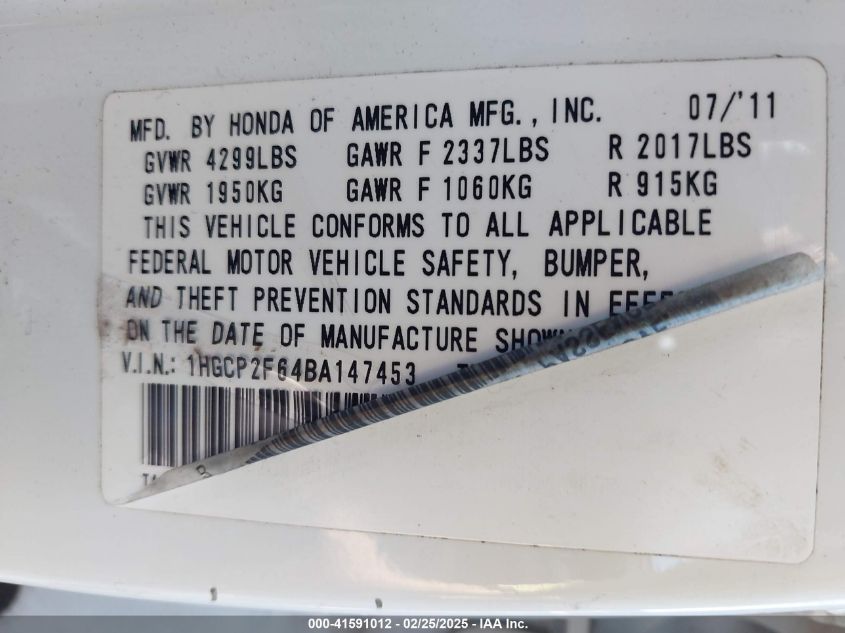 MFD. BY HONDA OF AMERICA MFG., INC. 07/'11
GVWR 4299LBS GAWR F 2337LBS R 2017LBS
GVWR 1950KG GAWR F 1060KG R 915KG
THIS VEHICLE CONFORMS TO ALL APPLICABLE
FEDERAL MOTOR VEHICLE SAFETY, BUMPER,
AND THEFT PREVENTION STANDARDS IN
ON THE DATE OF MANUFACTURE
V.I.N.: 1HGCP2F64BA147453
B
000-41591012 - 02/25/2025 - IAA Inc.